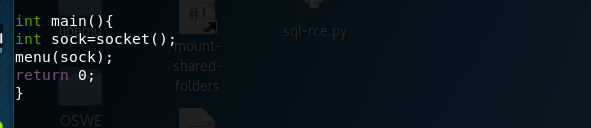 int main(){
int sock=socket();
menu(sock);
return 0;
}
#!
mount-
shared-
folders
sql-rce.py
OSWE